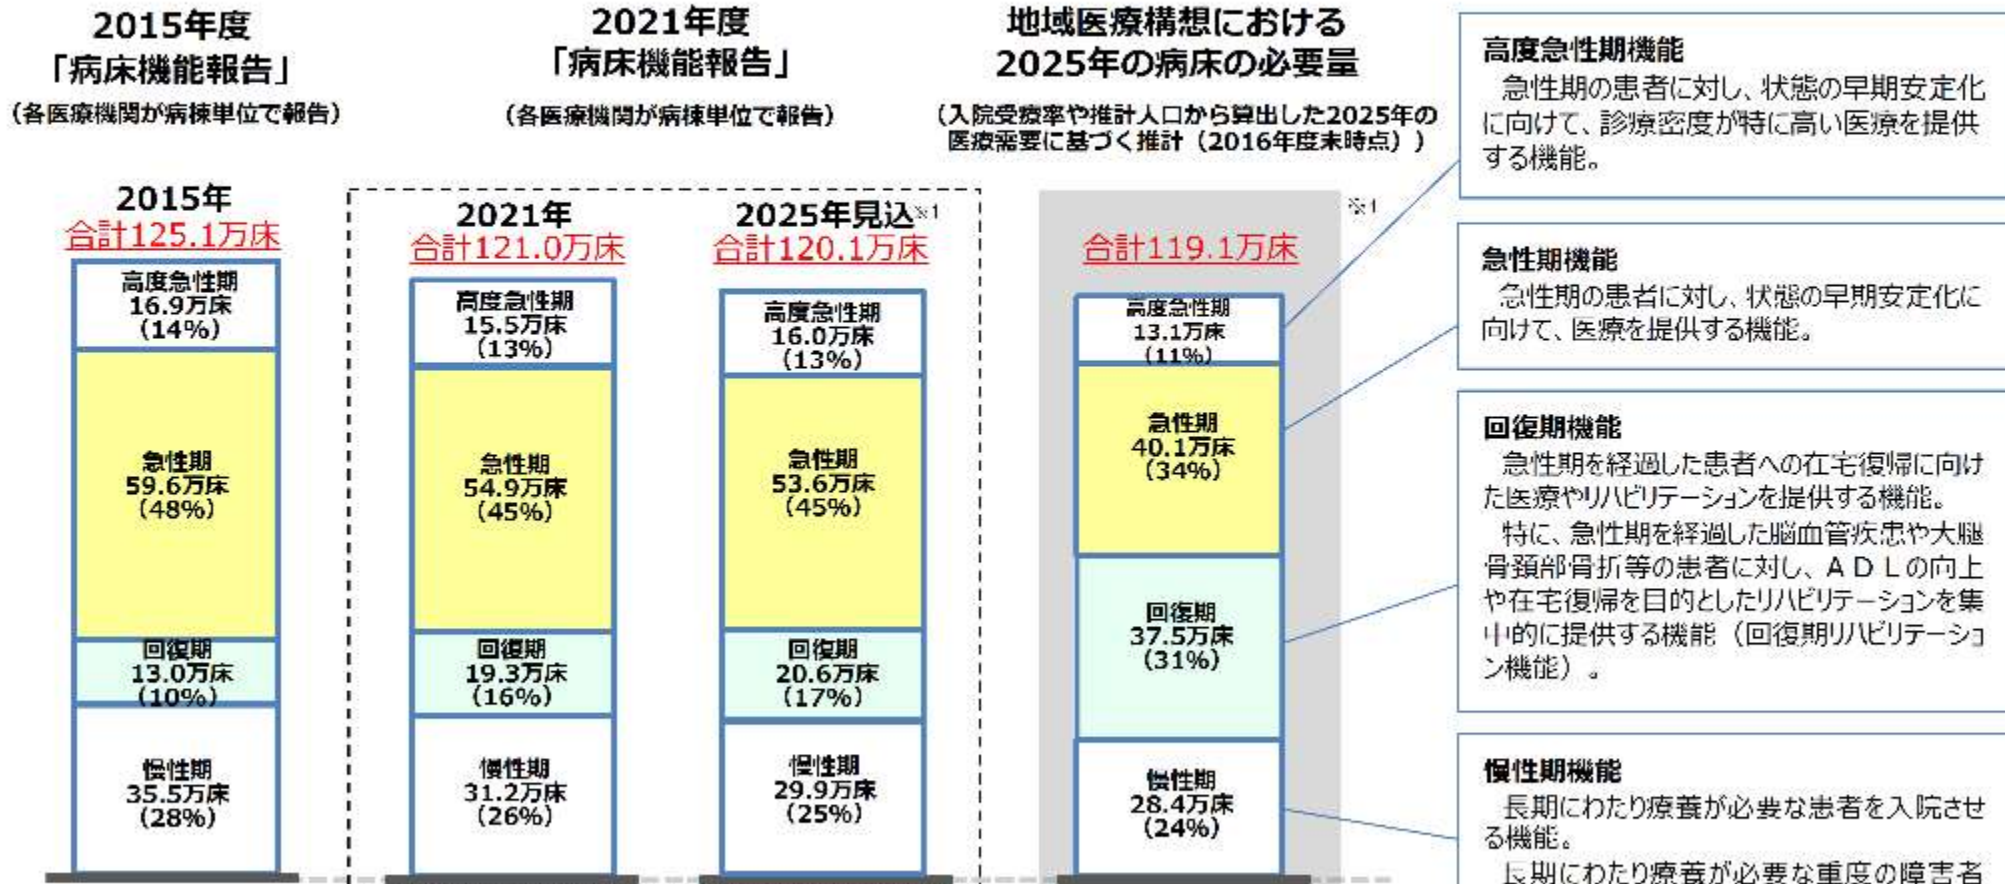 2015年度
「病床機能報告」
(各医療機関が病棟単位で報告)
2021年度
「病床機能報告」
(各医療機関が病棟単位で報告)
地域医療構想における
2025年の病床の必要量
(入院受療率や推計人口から算出した2025年の
医療需要に基づく推計(2016年度末時点))
2015年
合計125.1万床
高度急性期
16.9万床
(14%)
急性期
59.6万床
(48%)
回復期
13.0万床
(10%)
慢性期
35.5万床
(28%)
2021年
合計121.0万床
高度急性期
15.5万床
(13%)
急性期
54.9万床
(45%)
回復期
19.3万床
(16%)
慢性期
31.2万床
(26%)
2025年見込※1
合計120.1万床
高度急性期
16.0万床
(13%)
急性期
53.6万床
(45%)
回復期
20.6万床
(17%)
慢性期
29.9万床
(25%)
※1
合計119.1万床
高度急性期
13.1万床
(11%)
急性期
40.1万床
(34%)
回復期
37.5万床
(31%)
慢性期
28.4万床
(24%)
高度急性期機能
急性期の患者に対し、状態の早期安定化
に向けて、診療密度が特に高い医療を提供
する機能。
急性期機能
急性期の患者に対し、状態の早期安定化に
向けて、医療を提供する機能。
回復期機能
急性期を経過した患者への在宅復帰に向け
た医療やリハビリテーションを提供する機能。
特に、急性期を経過した脳血管疾患や大腿
骨頚部骨折等の患者に対し、ADLの向上
や在宅復帰を目的としたリハビリテーションを集
中的に提供する機能(回復期リハビリテーショ
ン機能)。
慢性期機能
長期にわたり療養が必要な患者を入院させ
る機能。
長期にわたり療養が必要な重度の障害者